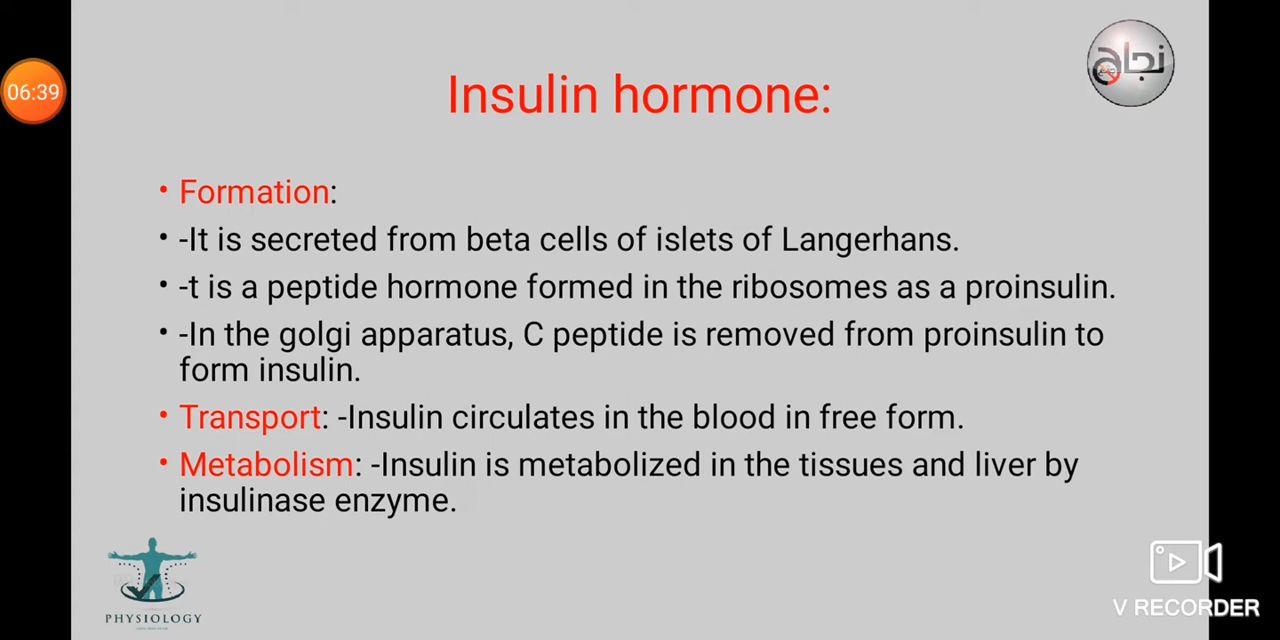 06:39
Insulin hormone:
• Formation:
• -It is secreted from beta cells of islets of Langerhans.
• -t is a peptide hormone formed in the ribosomes as a proinsulin.
• -In the golgi apparatus, C peptide is removed from proinsulin to
form insulin.
• Transport: -Insulin circulates in the blood in free form.
• Metabolism: -Insulin is metabolized in the tissues and liver by
insulinase enzyme.
PHYSIOLOGY
V RECORDER